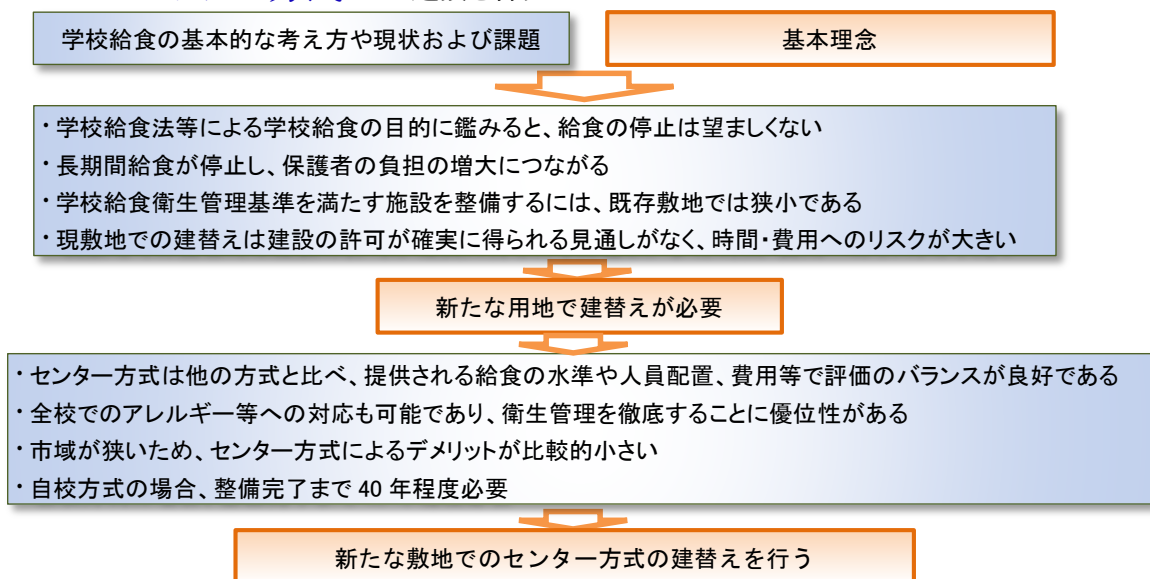 学校給食の基本的な考え方や現状および課題
基本理念
・学校給食法等による学校給食の目的に鑑みると、給食の停止は望ましくない
・長期間給食が停止し、保護者の負担の増大につながる
・学校給食衛生管理基準を満たす施設を整備するには、既存敷地では狭小である
・現敷地での建替えは建設の許可が確実に得られる見通しがなく、時間・費用へのリスクが大きい
新たな用地で建替えが必要
・センター方式は他の方式と比べ、提供される給食の水準や人員配置、費用等で評価のバランスが良好である
・全校でのアレルギー等への対応も可能であり、衛生管理を徹底することに優位性がある
・市域が狭いため、センター方式によるデメリットが比較的小さい
・自校方式の場合、整備完了まで 40 年程度必要
新たな敷地でのセンター方式の建替えを行う